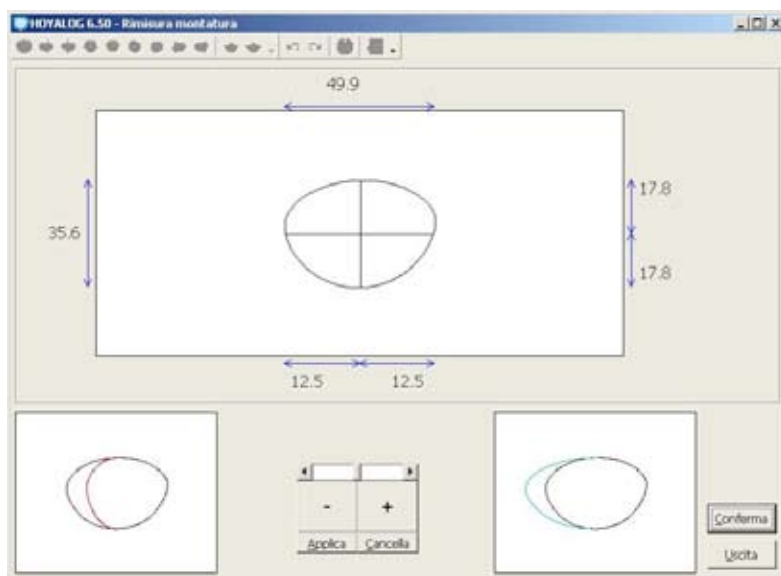 HOYALOG 6.50 - Rimisura montatura
49.9
17.8
35.6
17.8
12.5 12.5
- +
Applica Cancella
Conferma
Uscita